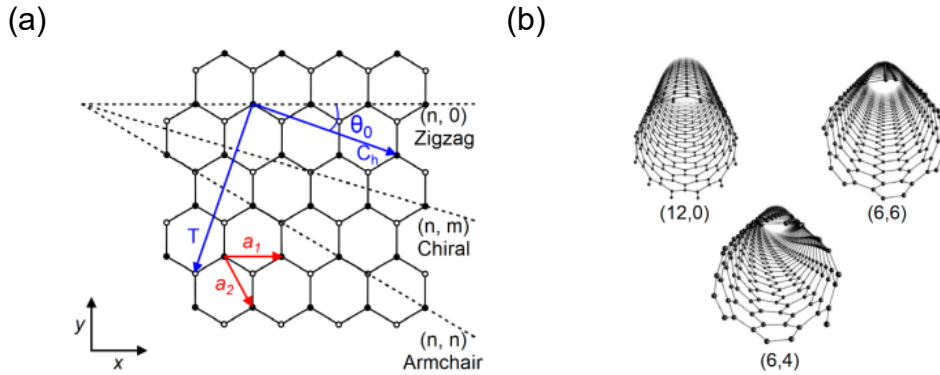 (a)
(b)
θ0
(n, 0)
Zigzag
Ch
T
a1
a2
(n, m)
Chiral
(n, n)
Armchair
y
x
(12,0)
(6,6)
(6,4)